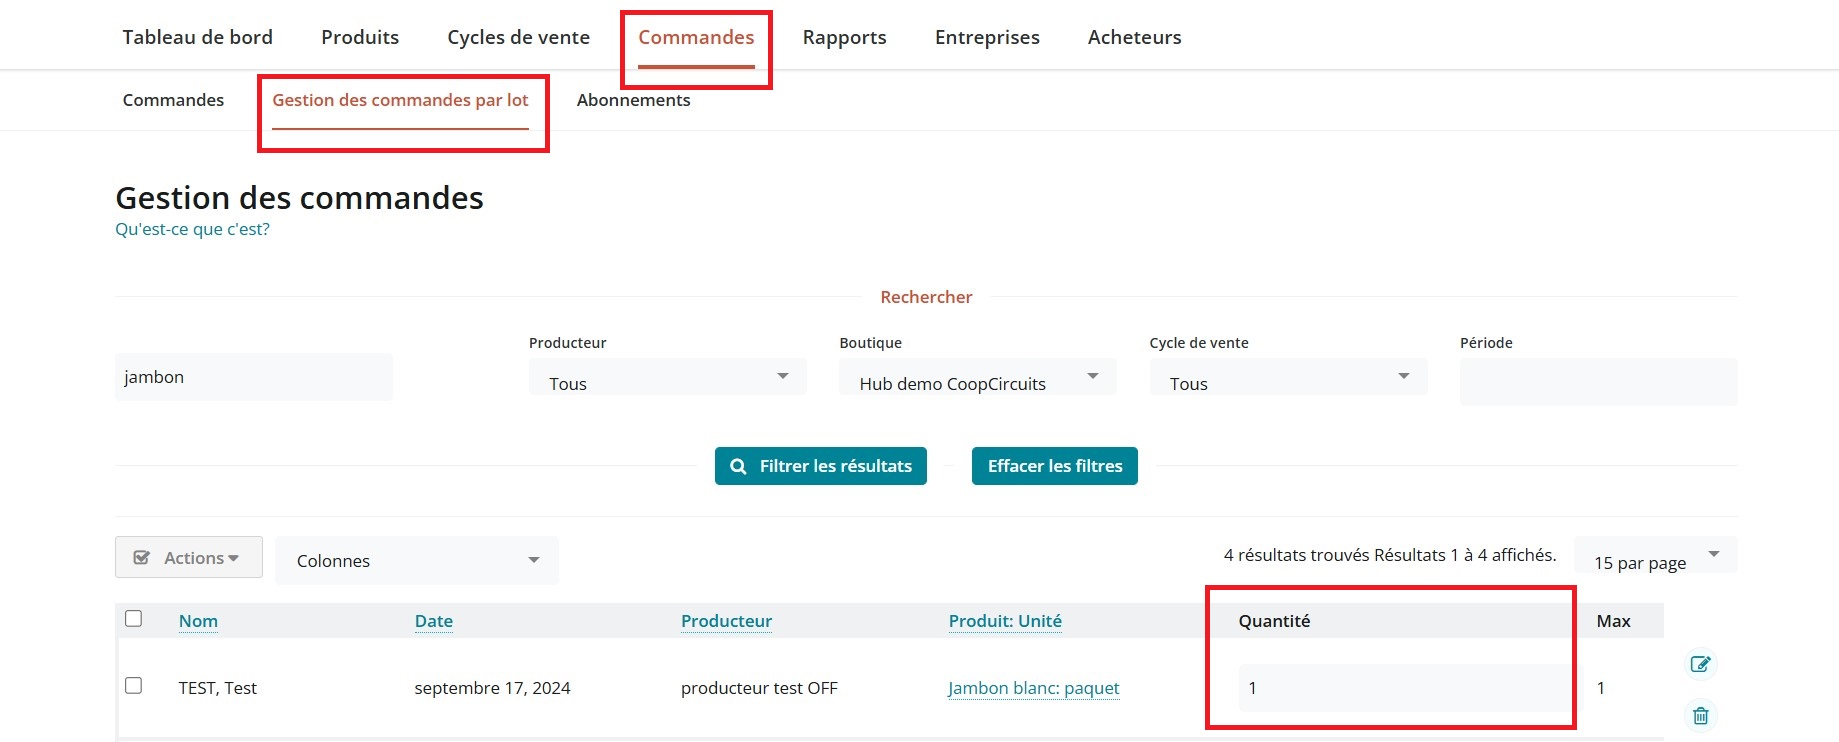 Tableau de bord Produits Cycles de vente Commandes Rapports Entreprises Acheteurs
Commandes Gestion des commandes par lot Abonnements
Gestion des commandes
Qu'est-ce que c'est?
Rechercher
Producteur Boutique Cycle de vente Période
jambon Tous Hub demo CoopCircuits Tous
Filtrer les résultats Effacer les filtres
Actions Colonnes 4 résultats trouvés Résultats 1 à 4 affichés. 15 par page
Nom Date Producteur Produit: Unité Quantité Max
TEST, Test septembre 17, 2024 producteur test OFF Jambon blanc: paquet 1 1